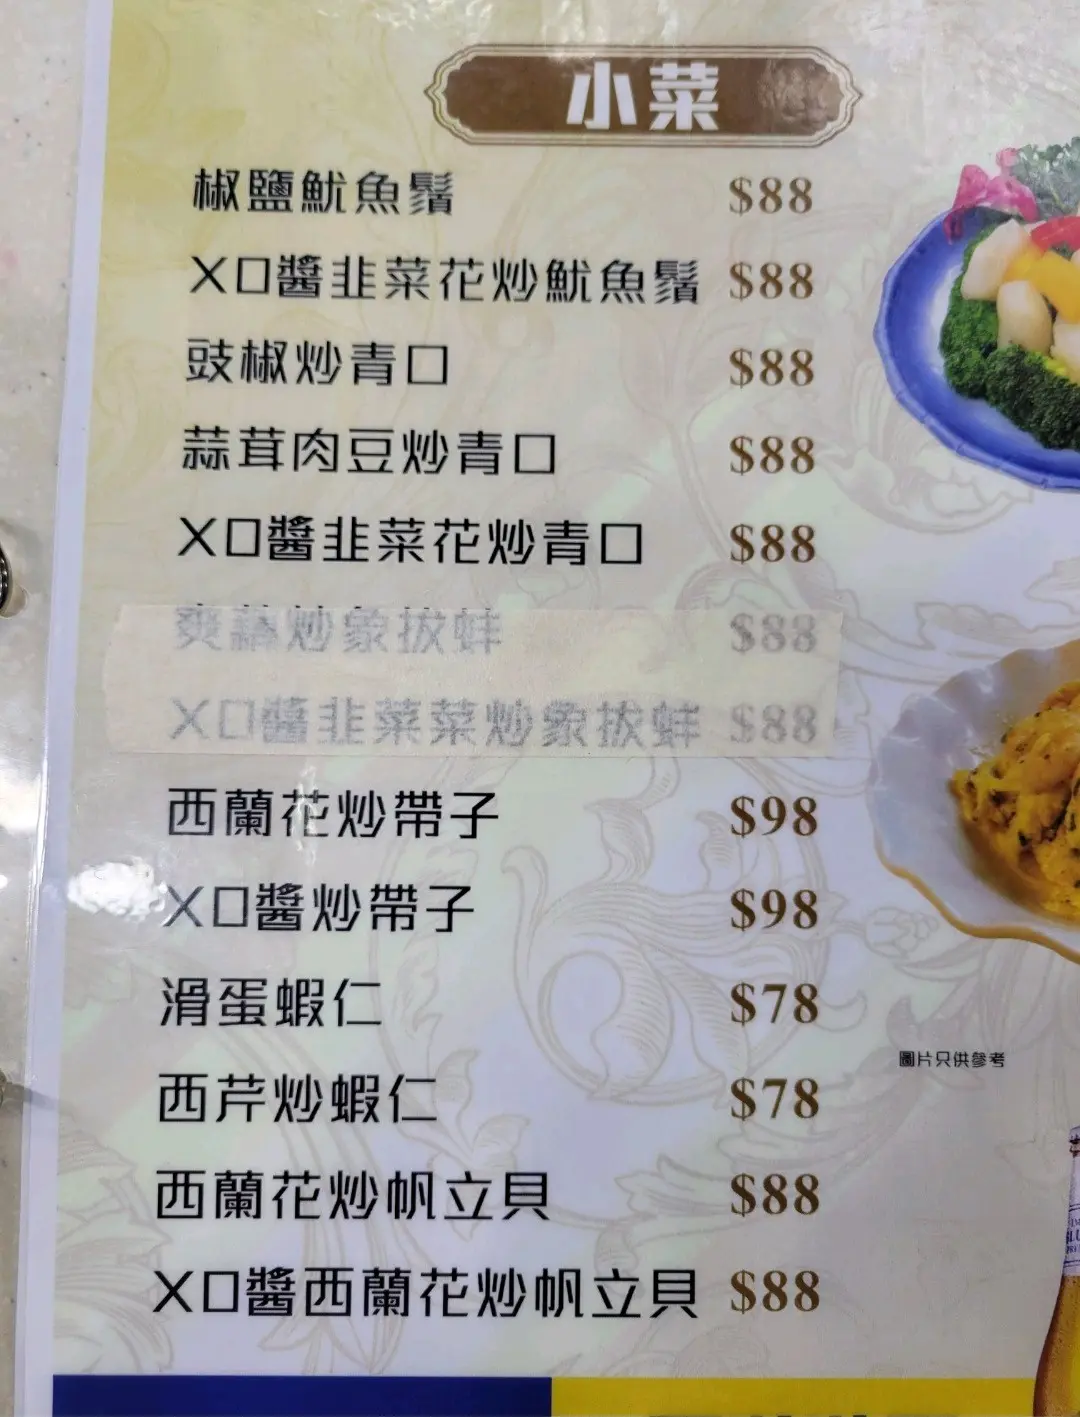 小菜
椒鹽魷魚鬚 $88
XO醬韭菜花炒魷魚鬚 $88
豉椒炒青口 $88
蒜茸肉豆炒青口 $88
XO醬韭菜花炒青口 $88
爽藕炒象拔蚌 $88
XO醬韭菜菜炒象拔蚌 $88
西蘭花炒帶子 $98
XO醬炒帶子 $98
滑蛋蝦仁 $78
西芹炒蝦仁 $78
西蘭花炒帆立貝 $88
XO醬西蘭花炒帆立貝 $88
圖片只供參考